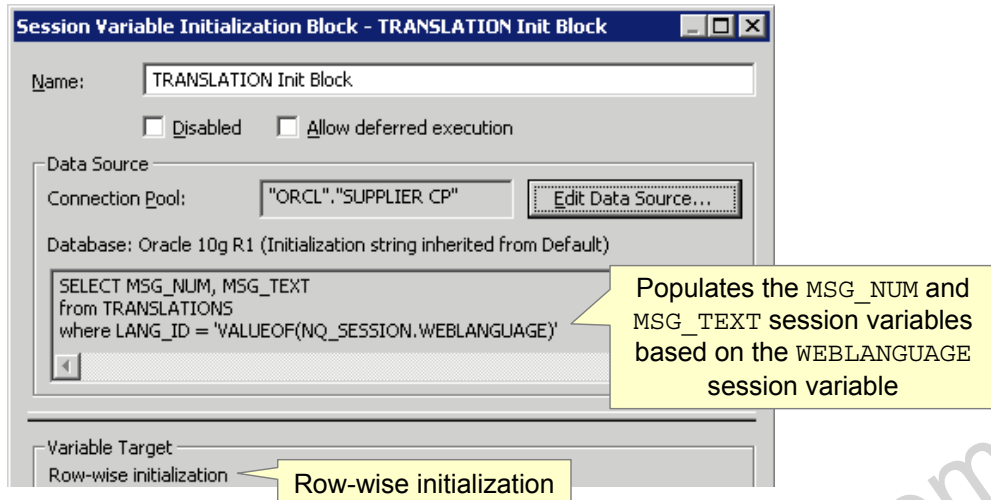 Session Variable Initialization Block - TRANSLATION Init Block
Name: TRANSLATION Init Block
Disabled Allow deferred execution
Data Source
Connection Pool: "ORCL"."SUPPLIER CP" Edit Data Source...
Database: Oracle 10g R1 (Initialization string inherited from Default)
SELECT MSG_NUM, MSG_TEXT
from TRANSLATIONS
where LANG_ID = 'VALUEOF(NQ_SESSION.WEBLANGUAGE)'
Populates the MSG_NUM and
MSG_TEXT session variables
based on the WEBLANGUAGE
session variable
Variable Target
Row-wise initialization
Row-wise initialization